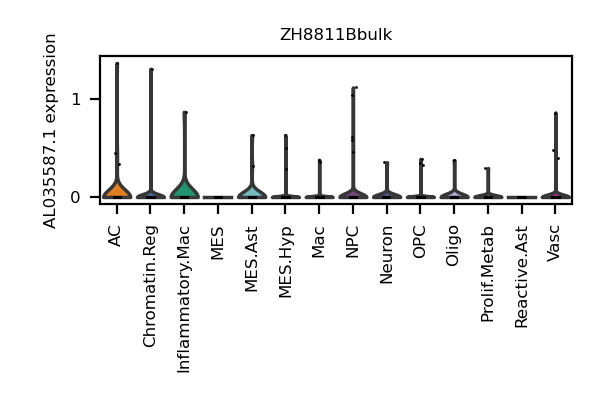 ZH8811Bbulk
AL035587.1 expression
1
0
AC
Chromatin.Reg
Inflammatory.Mac
MES
MES.Ast
MES.Hyp
Mac
NPC
Neuron
OPC
Oligo
Prolif.Metab
Reactive.Ast
Vasc